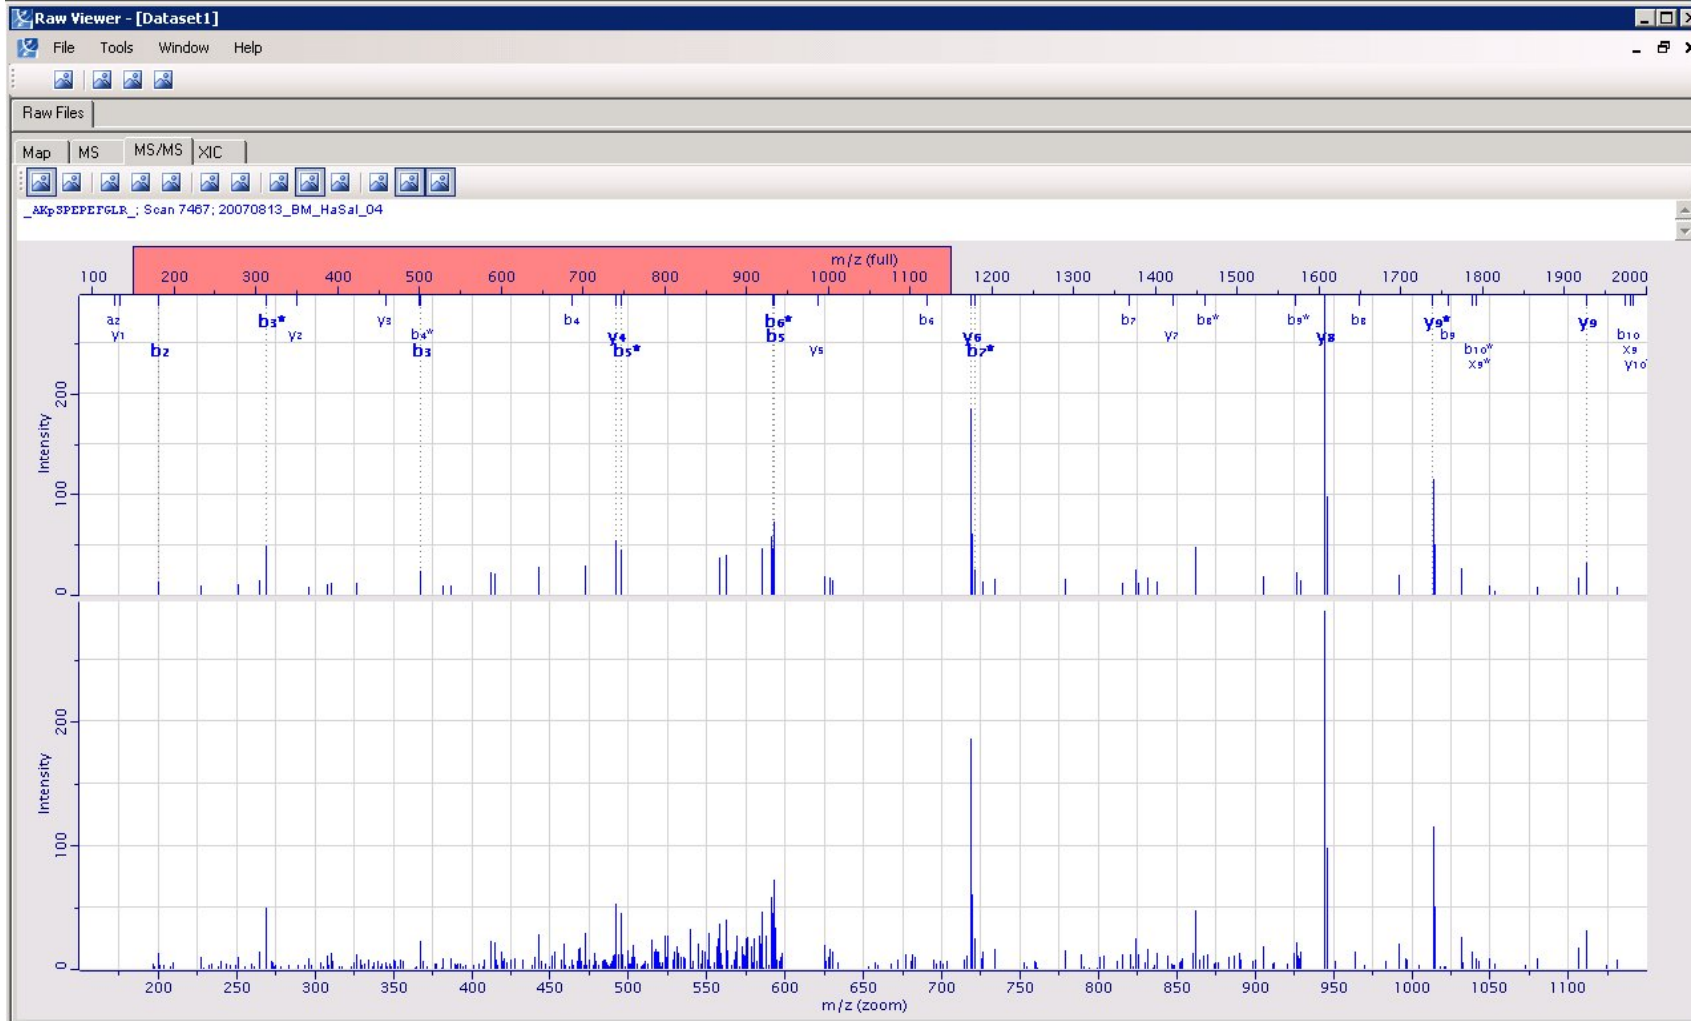 Raw Viewer - [Dataset1]
File Tools Window Help
Raw Files
Map MS MS/MS XIC
_AKpSPEPEFGLR_; Scan 7467; 20070813_BM_HaSal_04
m/z (full)
100 200 300 400 500 600 700 800 900 1000 1100 1200 1300 1400 1500 1600 1700 1800 1900 2000
a2 b3* y3 b4 b6* b6 b7 b8* b9* b8 y9* y9
y1 y2 b4* y4 b5 y6 y7 y8 b9 b10
b2 b3 b5* y5 b7* b10* x9
x9* y10
Intensity
200
100
0
Intensity
200
100
0
200 250 300 350 400 450 500 550 600 650 700 750 800 850 900 950 1000 1050 1100
m/z (zoom)